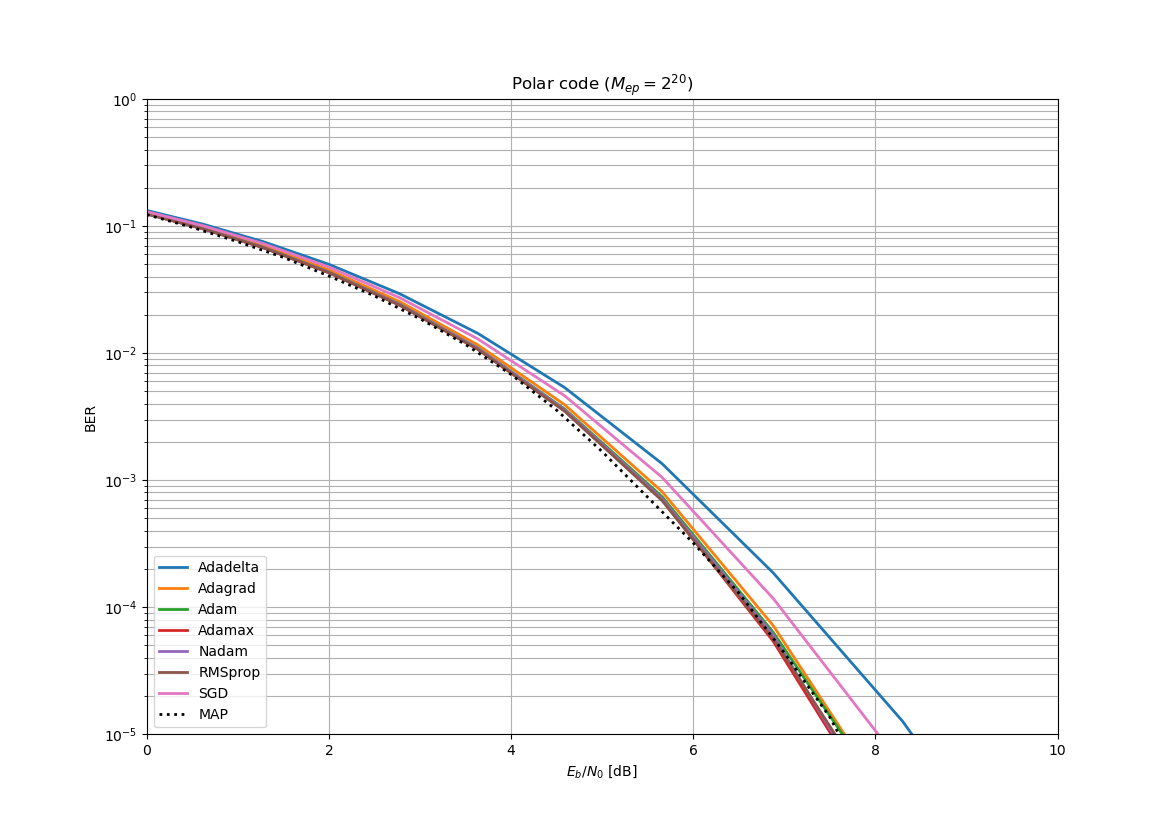 Polar code (M_ep = 2^20)
10^0
10^-1
10^-2
10^-3
10^-4
10^-5
BER
Adadelta
Adagrad
Adam
Adamax
Nadam
RMSprop
SGD
MAP
0 2 4 6 8 10
E_b/N_0 [dB]